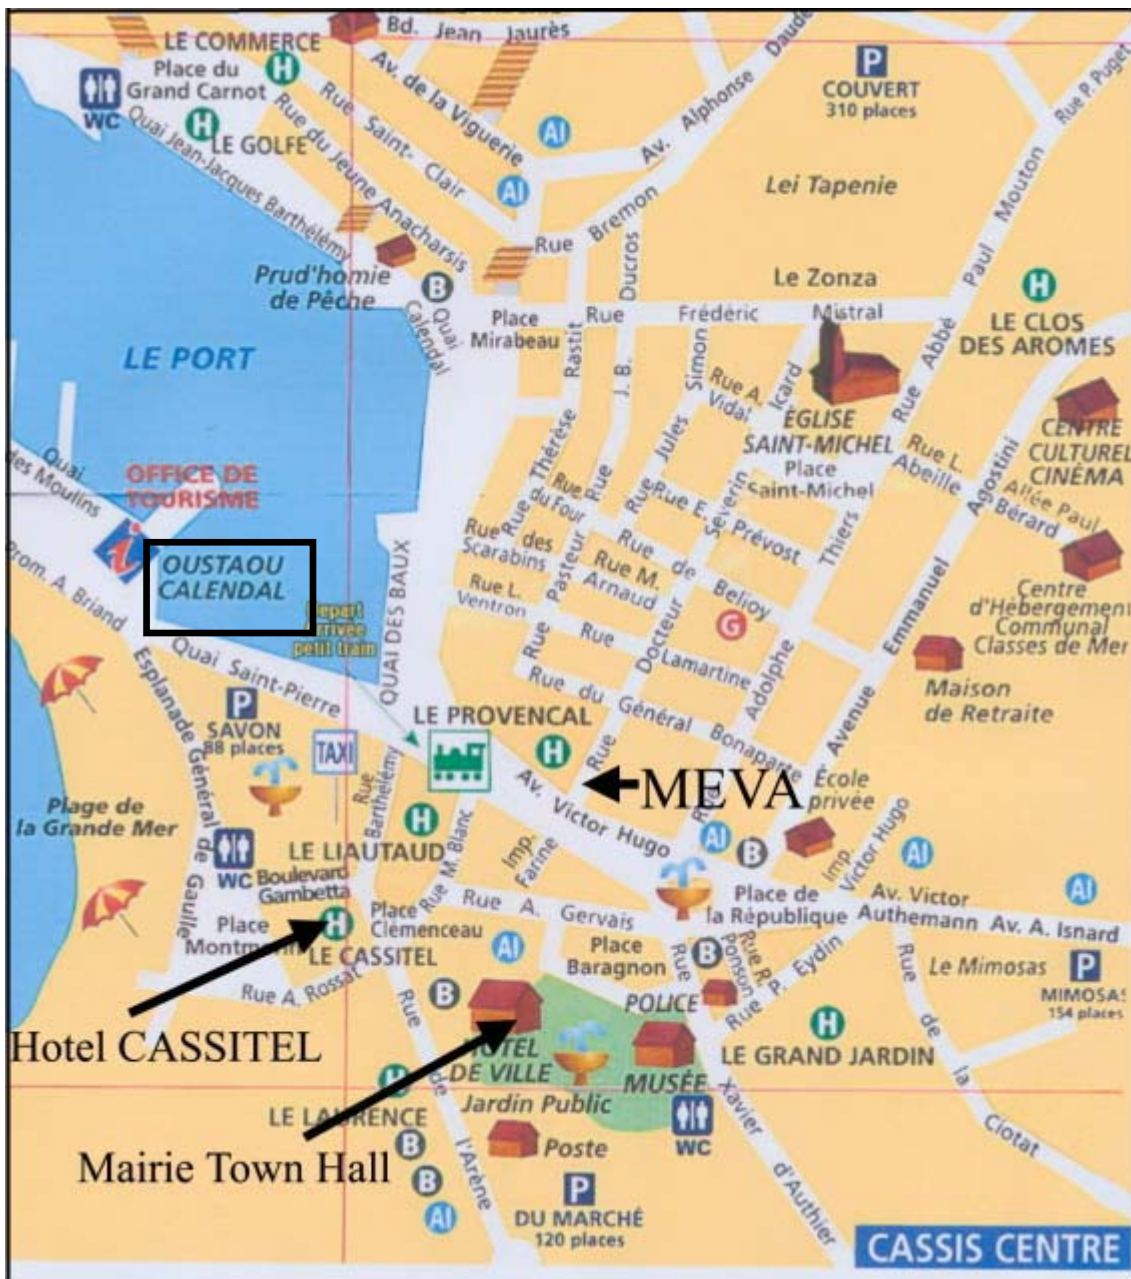 Bd. Jean Jaurès
LE COMMERCE
H
Place du
Grand Carnot
WC
H
LE GOLFE
Rue Saint-Clair
Av. de la Viguerie
AI
Av. Alphonse Daudet
P
COUVERT
310 places
Rue P. Puget
Quai Jean-Jacques Barthélémy
Rue du Jeune Anacharsis
AI
Lei Tapenie
Rue Bremon
Rue Abbé Paul Mouton
Prud'homie
de Pêche
B
Quai
Calendal
Place
Mirabeau
Rue Frédéric Mistral
Le Zonza
H
LE CLOS
DES AROMES
LE PORT
Rue Thérèse Rastit
Rue J. B. Ducros
Rue Jules Simon
Rue A.
Vidal
Icard
ÉGLISE
SAINT-MICHEL
Place
Saint-Michel
CENTRE
CULTUREL
CINÉMA
Rue L.
Abeille
Allée Paul
Bérard
Quai
des Moulins
OFFICE DE
TOURISME
i
OUSTAOU
CALENDAL
Départ
Arrivée
petit train
Prom. A. Briand
QUAI DES BAUX
Rue des
Scarabins
Rue
du Four
Rue E. Prévost
Séverin
Rue de Belloy
Rue M.
Arnaud
Rue L.
Ventron
Rue Pasteur
Rue Lamartine
G
Rue Docteur
Rue Adolphe Thiers
Avenue Emmanuel Agostini
Centre
d'Hébergement
Communal
Classes de Mer
Maison
de Retraite
Rue du Général Bonaparte
Quai Saint-Pierre
Esplanade Général de Gaulle
P
SAVON
88 places
TAXI
LE PROVENCAL
H
MEVA
École
privée
Plage de
la Grande Mer
Rue
Barthélémy
H
LE LIAUTAUD
Rue M. Blanc
Av. Victor Hugo
Imp.
Farine
AI
B
Imp.
Victor Hugo
AI
AI
WC
Boulevard
Gambetta
H
LE CASSITEL
Place
Clémenceau
Rue A. Gervais
Place de
la République
Av. Victor
Authemann
Av. A. Isnard
Place
Montmorin
Rue A. Rossat
AI
Place
Baragnon
B
Rue R.
Ponson
Rue P. Eydin
Le Mimosas
P
MIMOSAS
154 places
B
POLICE
Hotel CASSITEL
HOTEL
DE VILLE
MUSÉE
H
LE GRAND JARDIN
Rue de la Ciotat
H
LE LAURENCE
Jardin Public
WC
Rue de l'Arène
Rue Xavier d'Authier
Mairie Town Hall
B
B
AI
Poste
P
DU MARCHÉ
120 places
CASSIS CENTRE